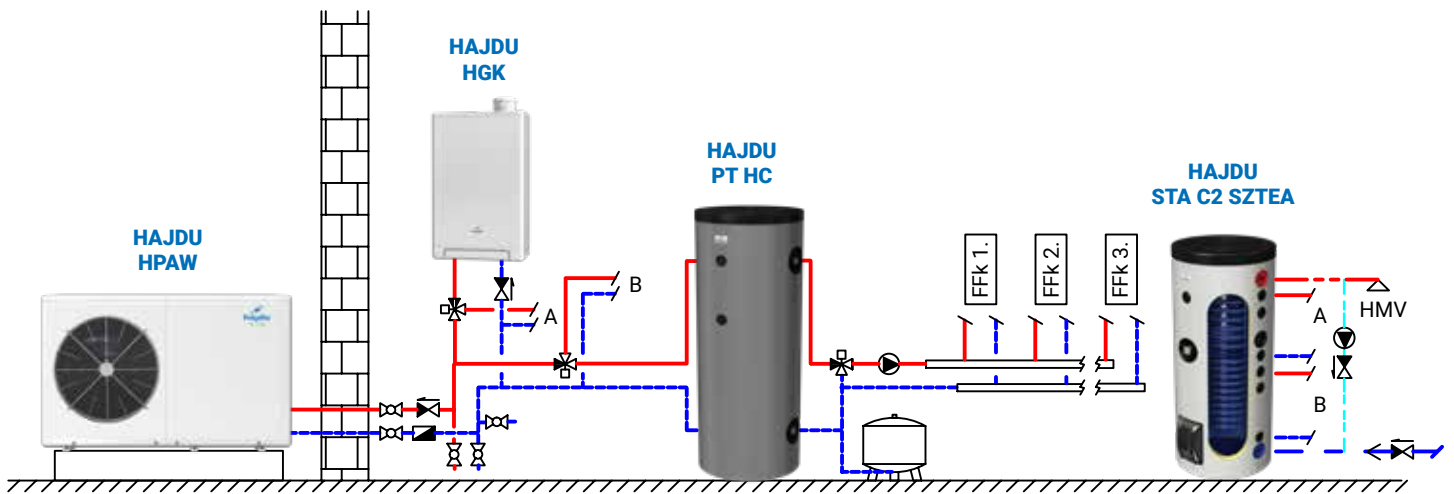 HAJDU
HPAW
HAJDU
HGK
A
B
HAJDU
PT HC
FFk 1.
FFk 2.
FFk 3.
HAJDU
STA C2 SZTEA
A
B
HMV